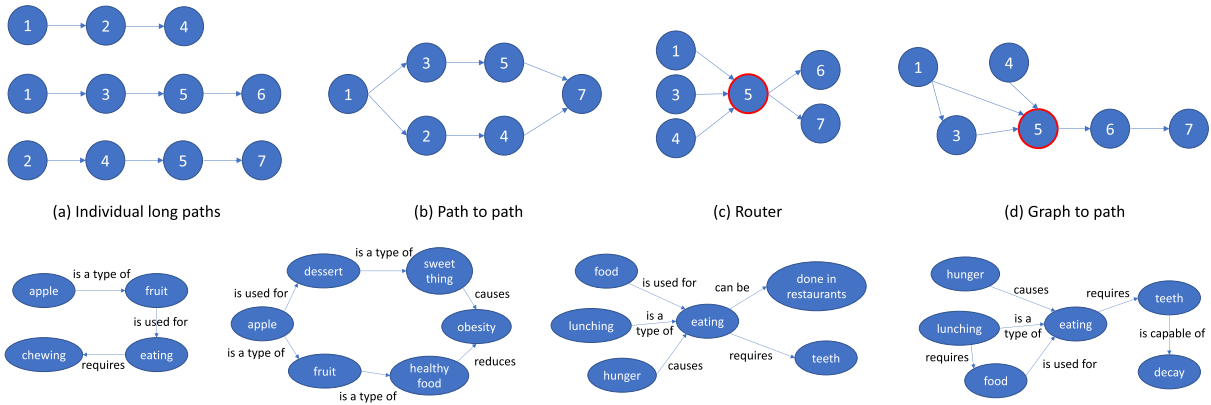 1 2 4
1 3 5 6
2 4 5 7
(a) Individual long paths
1 3 5 2 4 7
(b) Path to path
1 3 4 5 6 7
(c) Router
1 4 3 5 6 7
(d) Graph to path
apple
is a type of
fruit
is used for
eating
requires
chewing
apple
is used for
dessert
is a type of
sweet
thing
causes
obesity
is a type of
fruit
is a type of
healthy
food
reduces
food
is used for
lunching
is a
type of
hunger
causes
eating
can be
done in
restaurants
requires
teeth
hunger
causes
lunching
is a
type of
requires
food
is used for
eating
requires
teeth
is capable of
decay